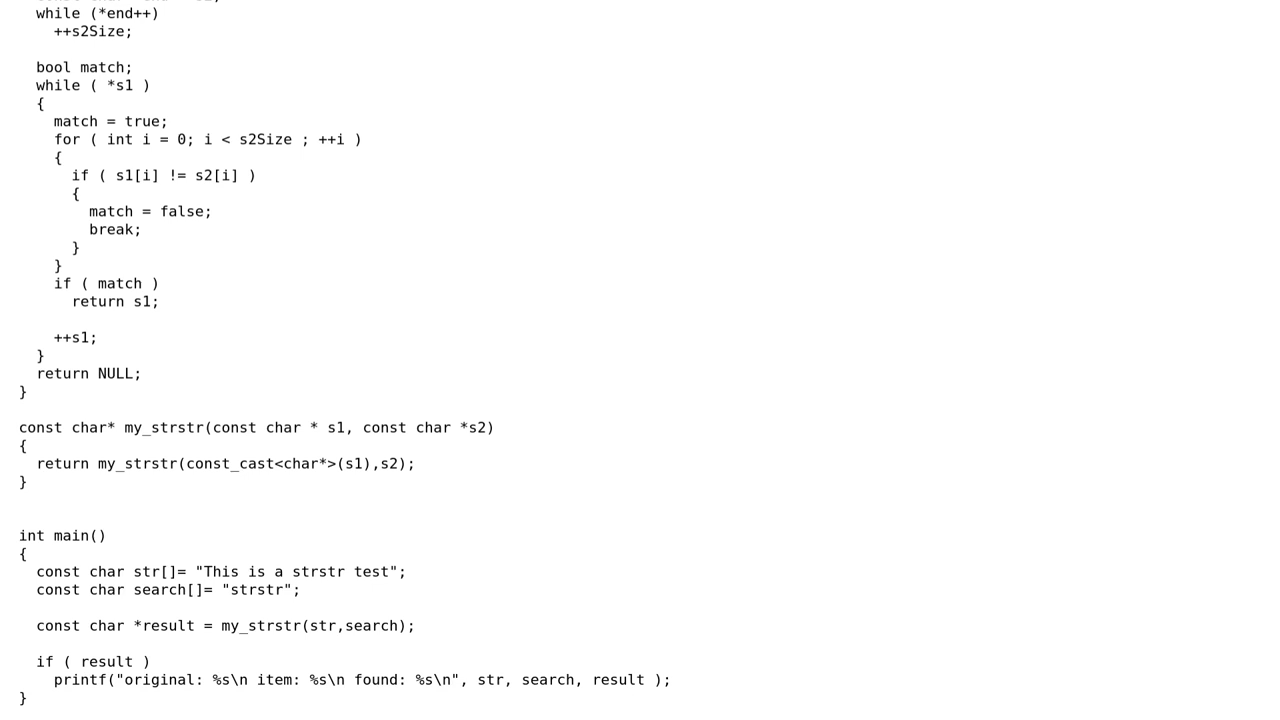 while (*end++)
++s2Size;
bool match;
while ( *s1 )
{
match = true;
for ( int i = 0; i < s2Size ; ++i )
{
if ( s1[i] != s2[i] )
{
match = false;
break;
}
}
if ( match )
return s1;
++s1;
}
return NULL;
}
const char* my_strstr(const char * s1, const char *s2)
{
return my_strstr(const_cast<char*>(s1),s2);
}
int main()
{
const char str[]= "This is a strstr test";
const char search[]= "strstr";
const char *result = my_strstr(str,search);
if ( result )
printf("original: %s\n item: %s\n found: %s\n", str, search, result );
}